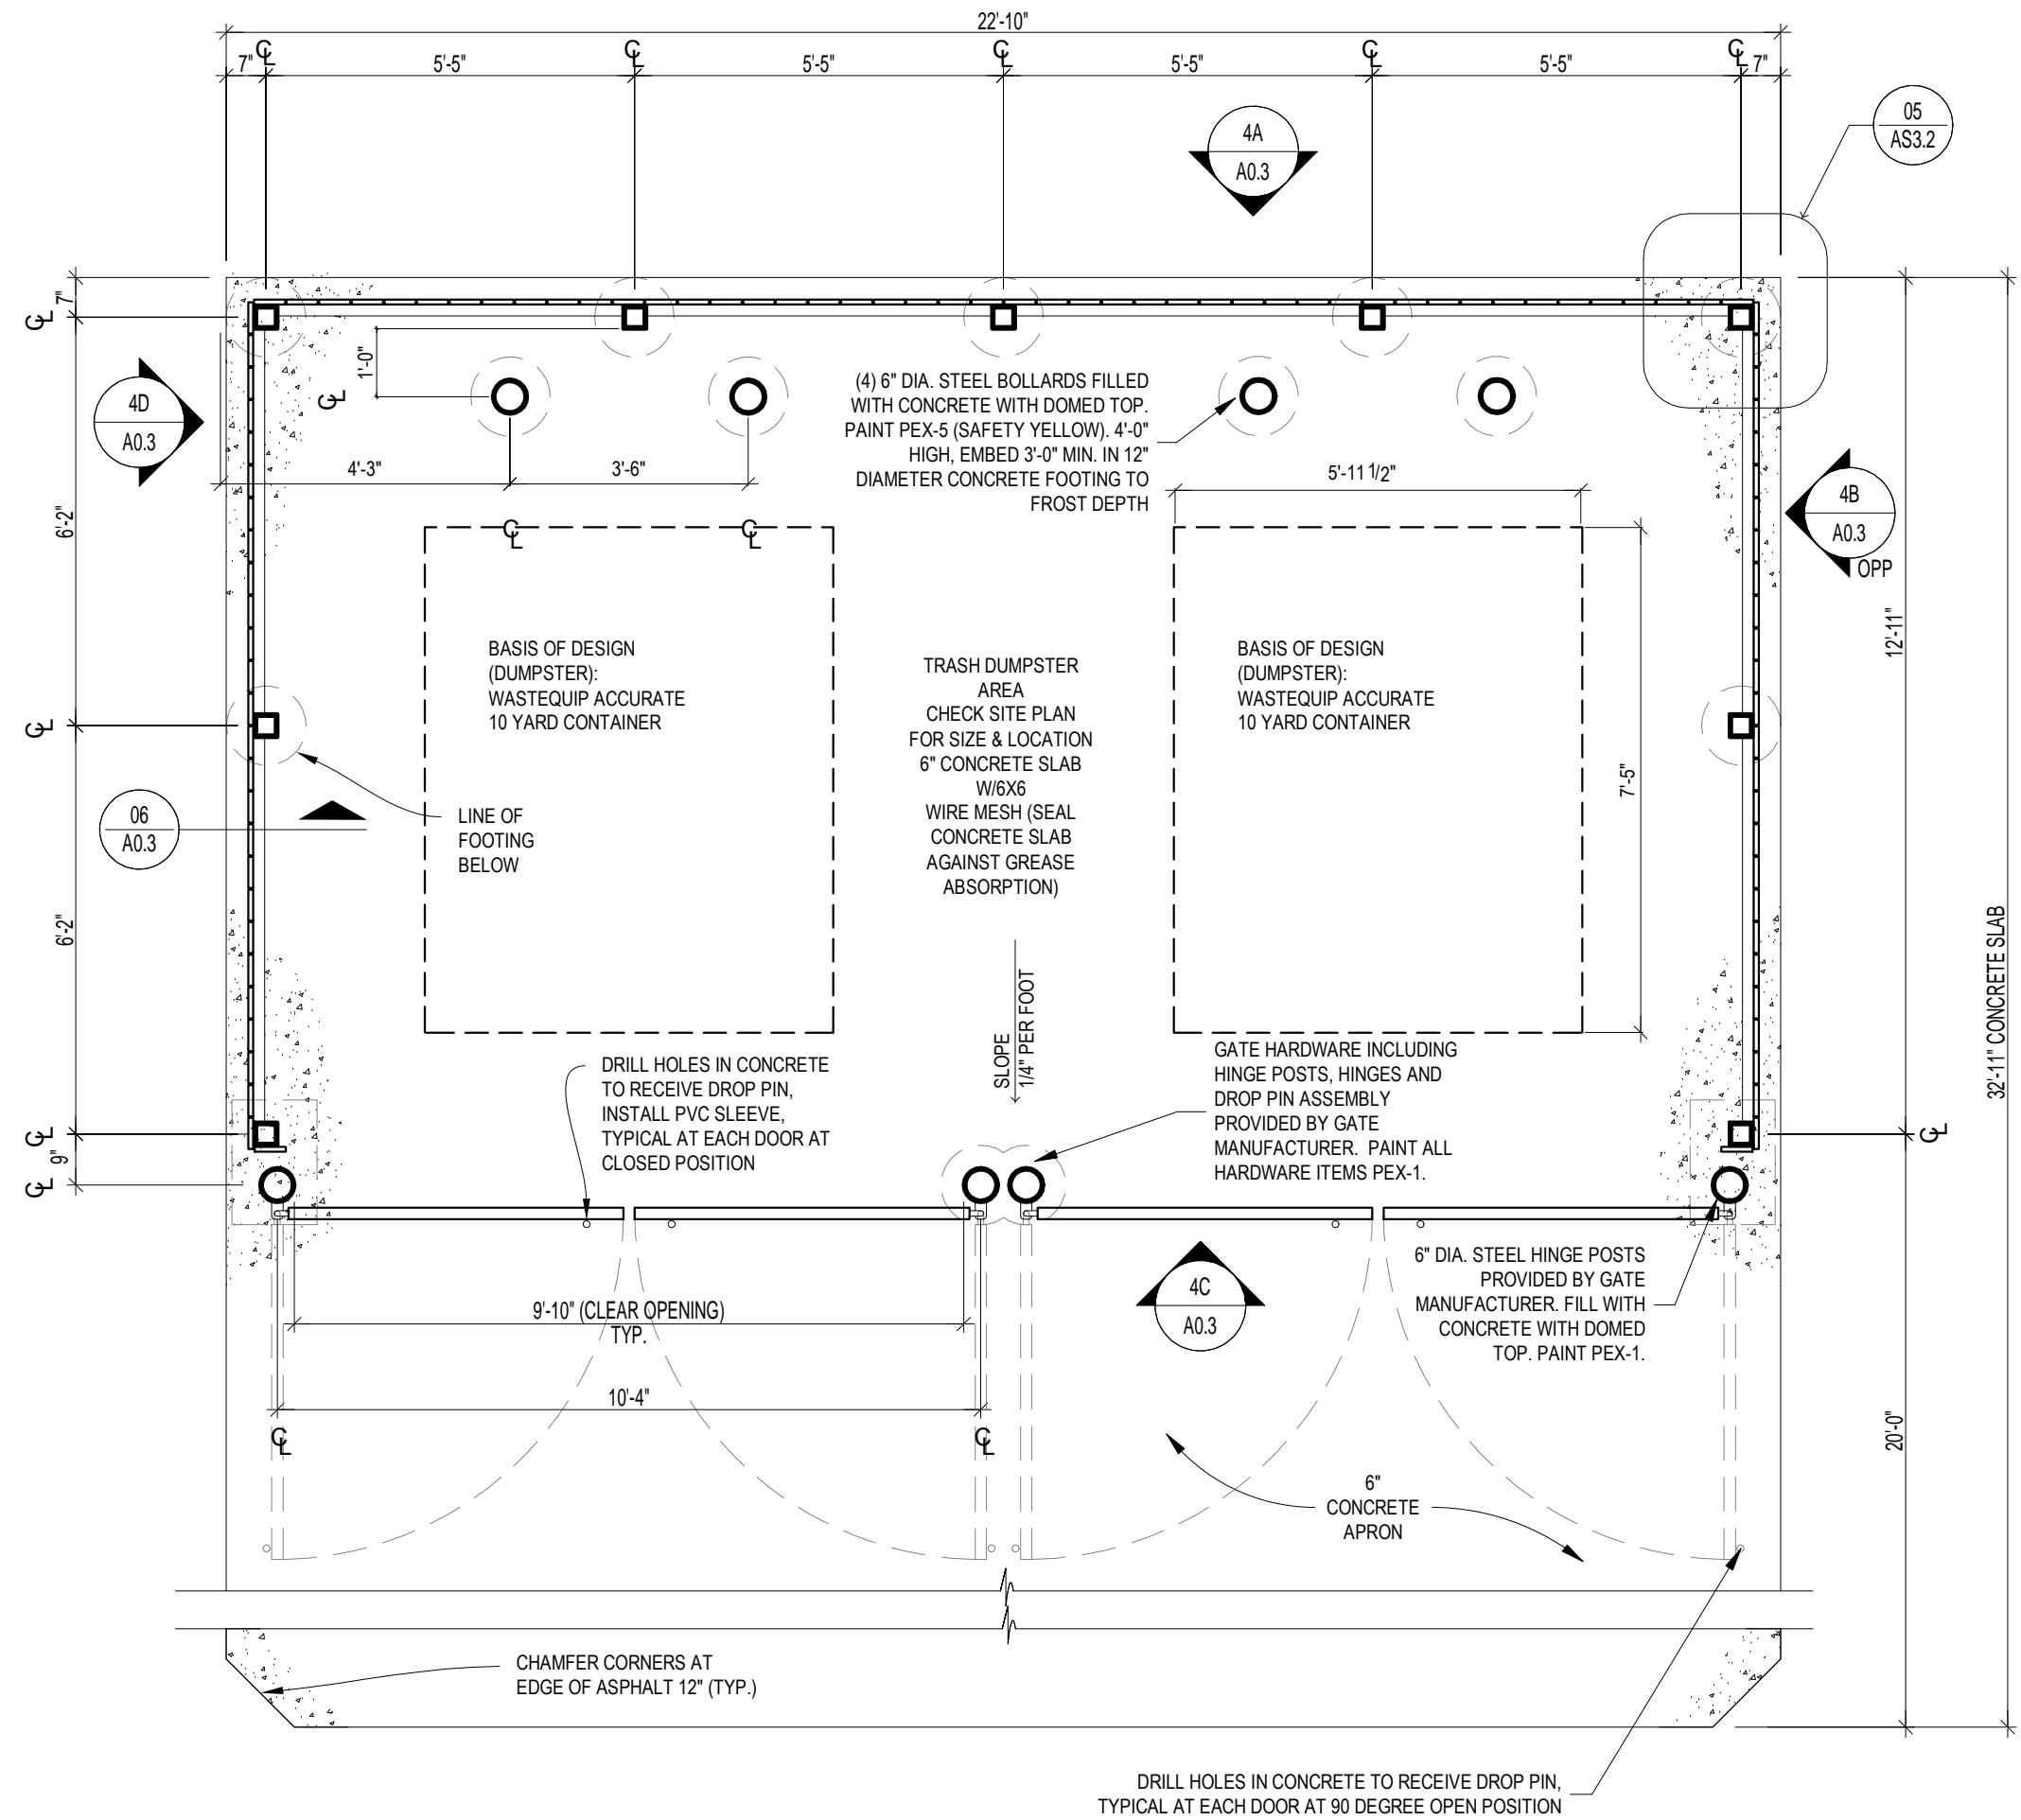 22'-10"
7" ℄ 5'-5" ℄ 5'-5" ℄ 5'-5" ℄ 5'-5" ℄ 7"
05
AS3.2
4A
A0.3
7"
℄
1'-0"
℄
4D
A0.3
4'-3"
3'-6"
(4) 6" DIA. STEEL BOLLARDS FILLED
WITH CONCRETE WITH DOMED TOP.
PAINT PEX-5 (SAFETY YELLOW). 4'-0"
HIGH, EMBED 3'-0" MIN. IN 12"
DIAMETER CONCRETE FOOTING TO
FROST DEPTH
5'-11 1/2"
4B
A0.3
OPP
6'-2"
℄
℄
BASIS OF DESIGN
(DUMPSTER):
WASTEQUIP ACCURATE
10 YARD CONTAINER
TRASH DUMPSTER
AREA
CHECK SITE PLAN
FOR SIZE & LOCATION
6" CONCRETE SLAB
W/6X6
WIRE MESH (SEAL
CONCRETE SLAB
AGAINST GREASE
ABSORPTION)
BASIS OF DESIGN
(DUMPSTER):
WASTEQUIP ACCURATE
10 YARD CONTAINER
12'-11"
7'-5"
℄
06
A0.3
LINE OF
FOOTING
BELOW
6'-2"
32'-11" CONCRETE SLAB
SLOPE
1/4" PER FOOT
DRILL HOLES IN CONCRETE
TO RECEIVE DROP PIN,
INSTALL PVC SLEEVE,
TYPICAL AT EACH DOOR AT
CLOSED POSITION
GATE HARDWARE INCLUDING
HINGE POSTS, HINGES AND
DROP PIN ASSEMBLY
PROVIDED BY GATE
MANUFACTURER. PAINT ALL
HARDWARE ITEMS PEX-1.
℄
℄
9"
℄
6" DIA. STEEL HINGE POSTS
PROVIDED BY GATE
MANUFACTURER. FILL WITH
CONCRETE WITH DOMED
TOP. PAINT PEX-1.
4C
A0.3
9'-10" (CLEAR OPENING)
TYP.
10'-4"
℄
℄
20'-0"
6"
CONCRETE
APRON
CHAMFER CORNERS AT
EDGE OF ASPHALT 12" (TYP.)
DRILL HOLES IN CONCRETE TO RECEIVE DROP PIN,
TYPICAL AT EACH DOOR AT 90 DEGREE OPEN POSITION